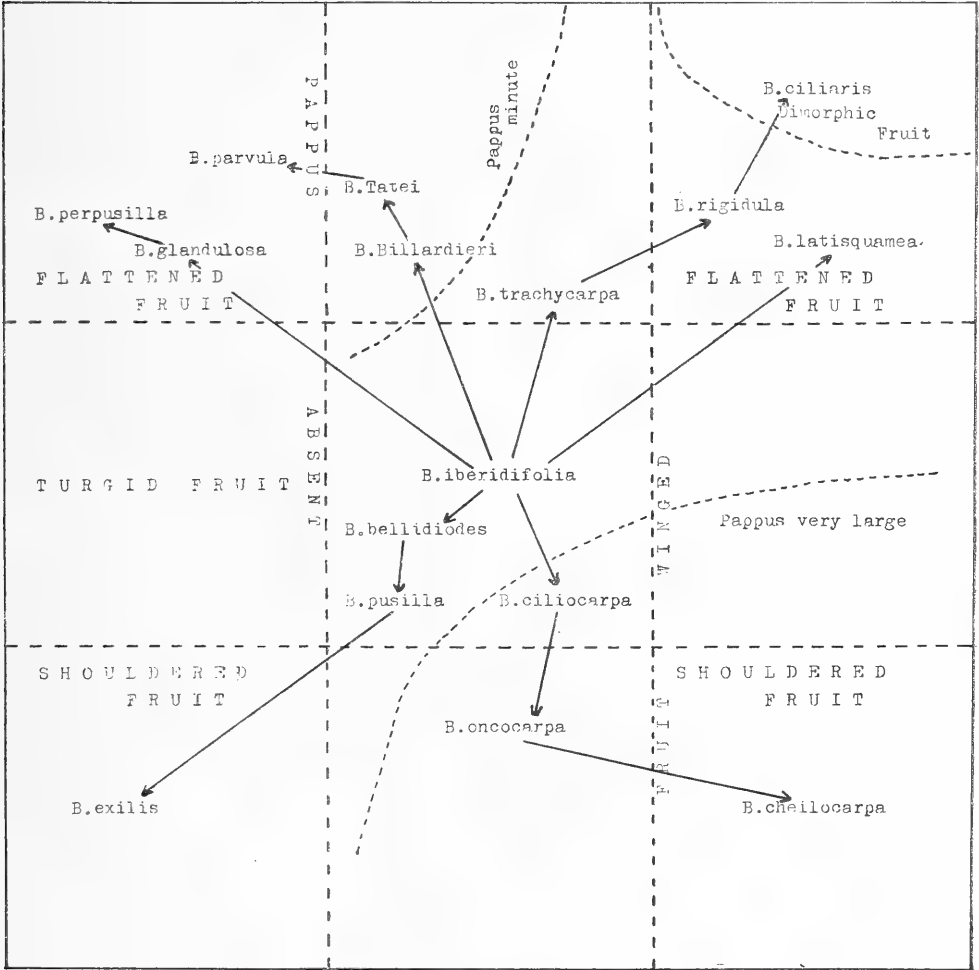 B.ciliaris
Dimorphic
Fruit
Pappus
minute
PAPPUS
B.parvula
B.Tatei
B.rigidula
B.perpusilla
B.glandulosa
B.Billardieri
B.latisquamea
FLATTENED
FRUIT
B.trachycarpa
FLATTENED
FRUIT
ABSENT
B.iberidifolia
TURGID FRUIT
WINGED
B.bellidiodes
Pappus very large
B.pusilla
B.ciliocarpa
SHOULDERED
FRUIT
SHOULDERED
FRUIT
B.oncocarpa
FRUIT
B.exilis
B.cheilocarpa